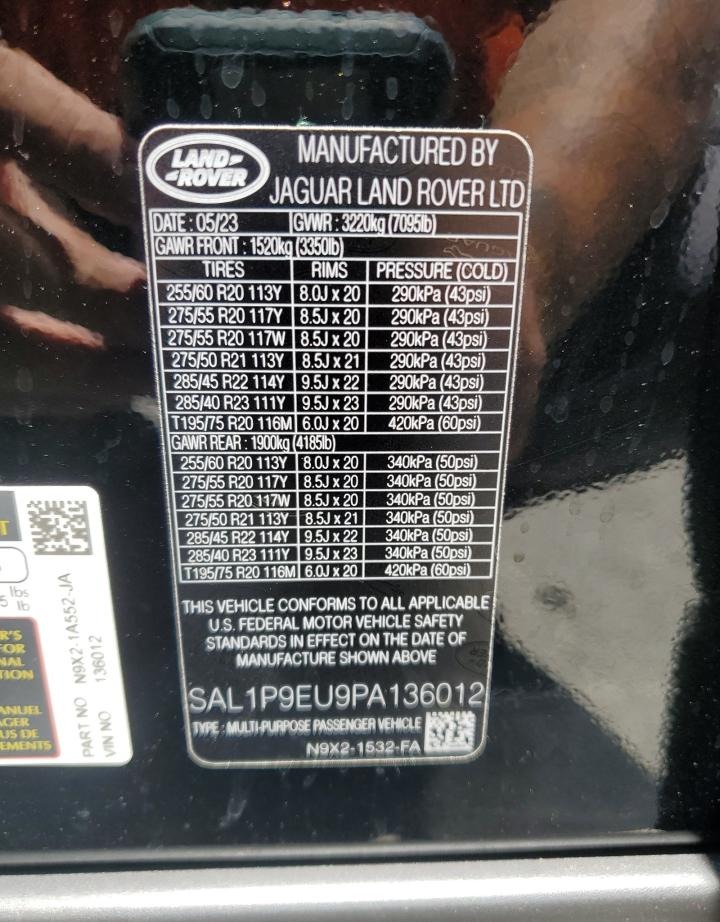 LAND-
-ROVER
MANUFACTURED BY
JAGUAR LAND ROVER LTD
DATE : 05/23 GVWR : 3220kg (7095lb)
GAWR FRONT : 1520kg (3350lb)
TIRES RIMS PRESSURE (COLD)
255/60 R20 113Y 8.0J x 20 290kPa (43psi)
275/55 R20 117Y 8.5J x 20 290kPa (43psi)
275/55 R20 117W 8.5J x 20 290kPa (43psi)
275/50 R21 113Y 8.5J x 21 290kPa (43psi)
285/45 R22 114Y 9.5J x 22 290kPa (43psi)
285/40 R23 111Y 9.5J x 23 290kPa (43psi)
T195/75 R20 116M 6.0J x 20 420kPa (60psi)
GAWR REAR : 1900kg (4185lb)
255/60 R20 113Y 8.0J x 20 340kPa (50psi)
275/55 R20 117Y 8.5J x 20 340kPa (50psi)
275/55 R20 117W 8.5J x 20 340kPa (50psi)
275/50 R21 113Y 8.5J x 21 340kPa (50psi)
285/45 R22 114Y 9.5J x 22 340kPa (50psi)
285/40 R23 111Y 9.5J x 23 340kPa (50psi)
T195/75 R20 116M 6.0J x 20 420kPa (60psi)
THIS VEHICLE CONFORMS TO ALL APPLICABLE
U.S. FEDERAL MOTOR VEHICLE SAFETY
STANDARDS IN EFFECT ON THE DATE OF
MANUFACTURE SHOWN ABOVE
SAL1P9EU9PA136012
TYPE : MULTI-PURPOSE PASSENGER VEHICLE
N9X2-1532-FA
PART NO N9X2-1A552-JA
VIN NO 136012
lbs
lb
R'S
FOR
NAL
TION
ANUEL
AGER
US DE
EMENTS